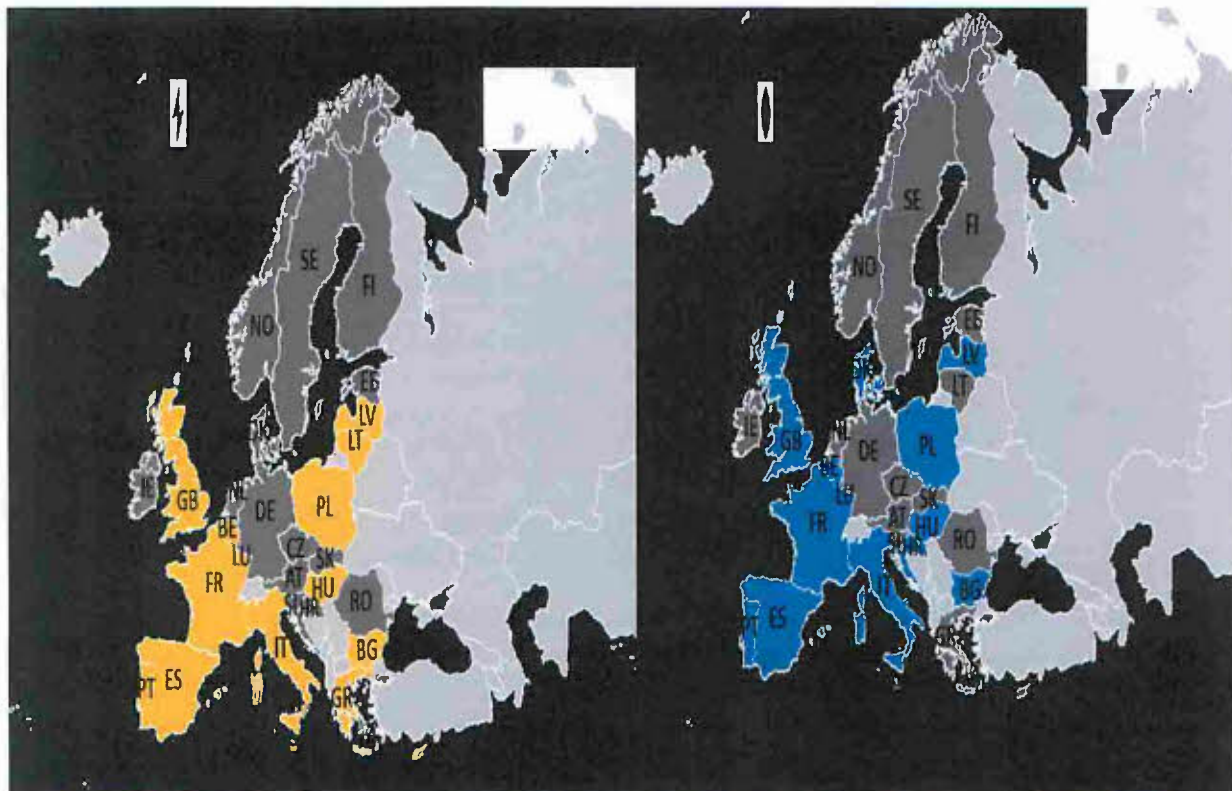 SE
FI
NO
EE
LV
LT
IE
GB
NL
DE
PL
BE
LU
CZ
SK
FR
AT
HU
RO
IT
BG
PT
ES
GR
SE
FI
NO
EE
LV
LT
IE
GB
NL
DE
PL
BE
LU
CZ
SK
FR
AT
HU
RO
IT
BG
PT
ES
GR